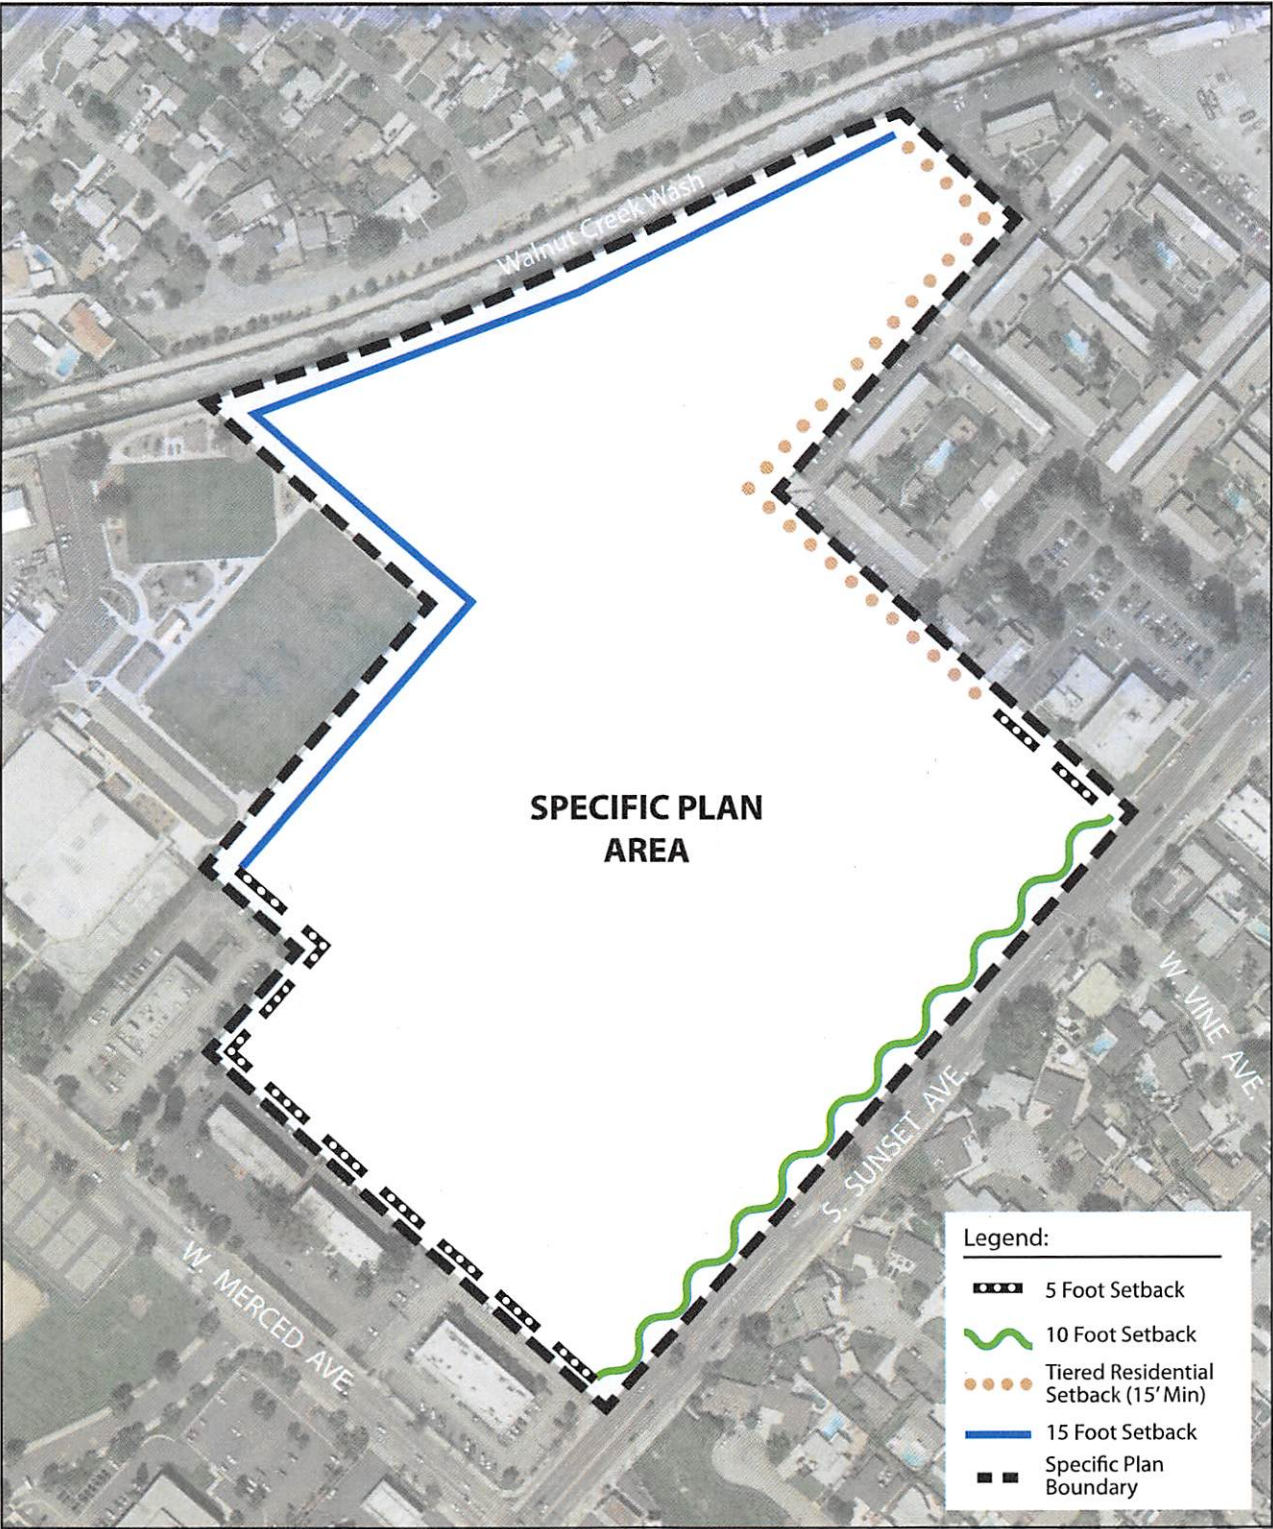 Walnut Creek Wash
SPECIFIC PLAN
AREA
W. VINE AVE.
S. SUNSET AVE.
W. MERCED AVE.
Legend:
5 Foot Setback
10 Foot Setback
Tiered Residential
Setback (15' Min)
15 Foot Setback
Specific Plan
Boundary